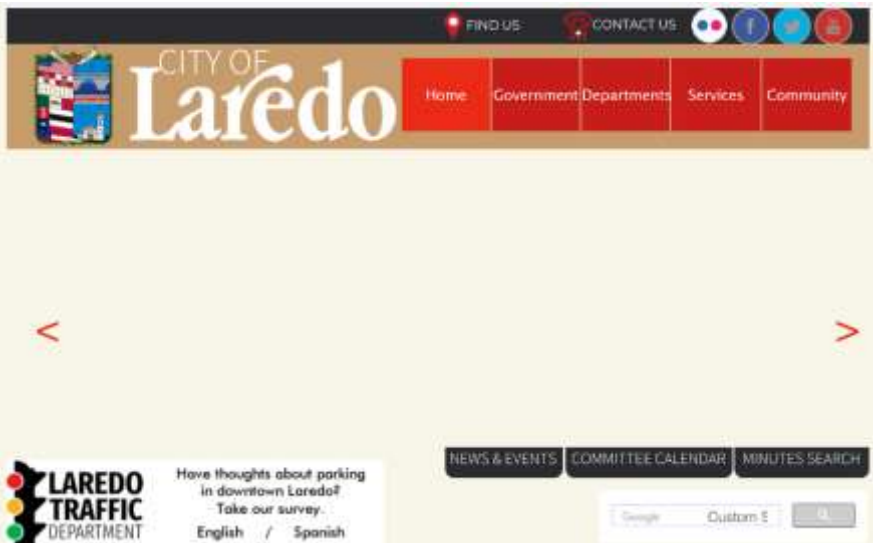 FIND US
CONTACT US
CITY OF
Laredo
Home
Government
Departments
Services
Community
<
>
NEWS & EVENTS
COMMITTEE CALENDAR
MINUTES SEARCH
LAREDO
TRAFFIC
DEPARTMENT
Have thoughts about parking
in downtown Laredo?
Take our survey.
English / Spanish
Google Custom S